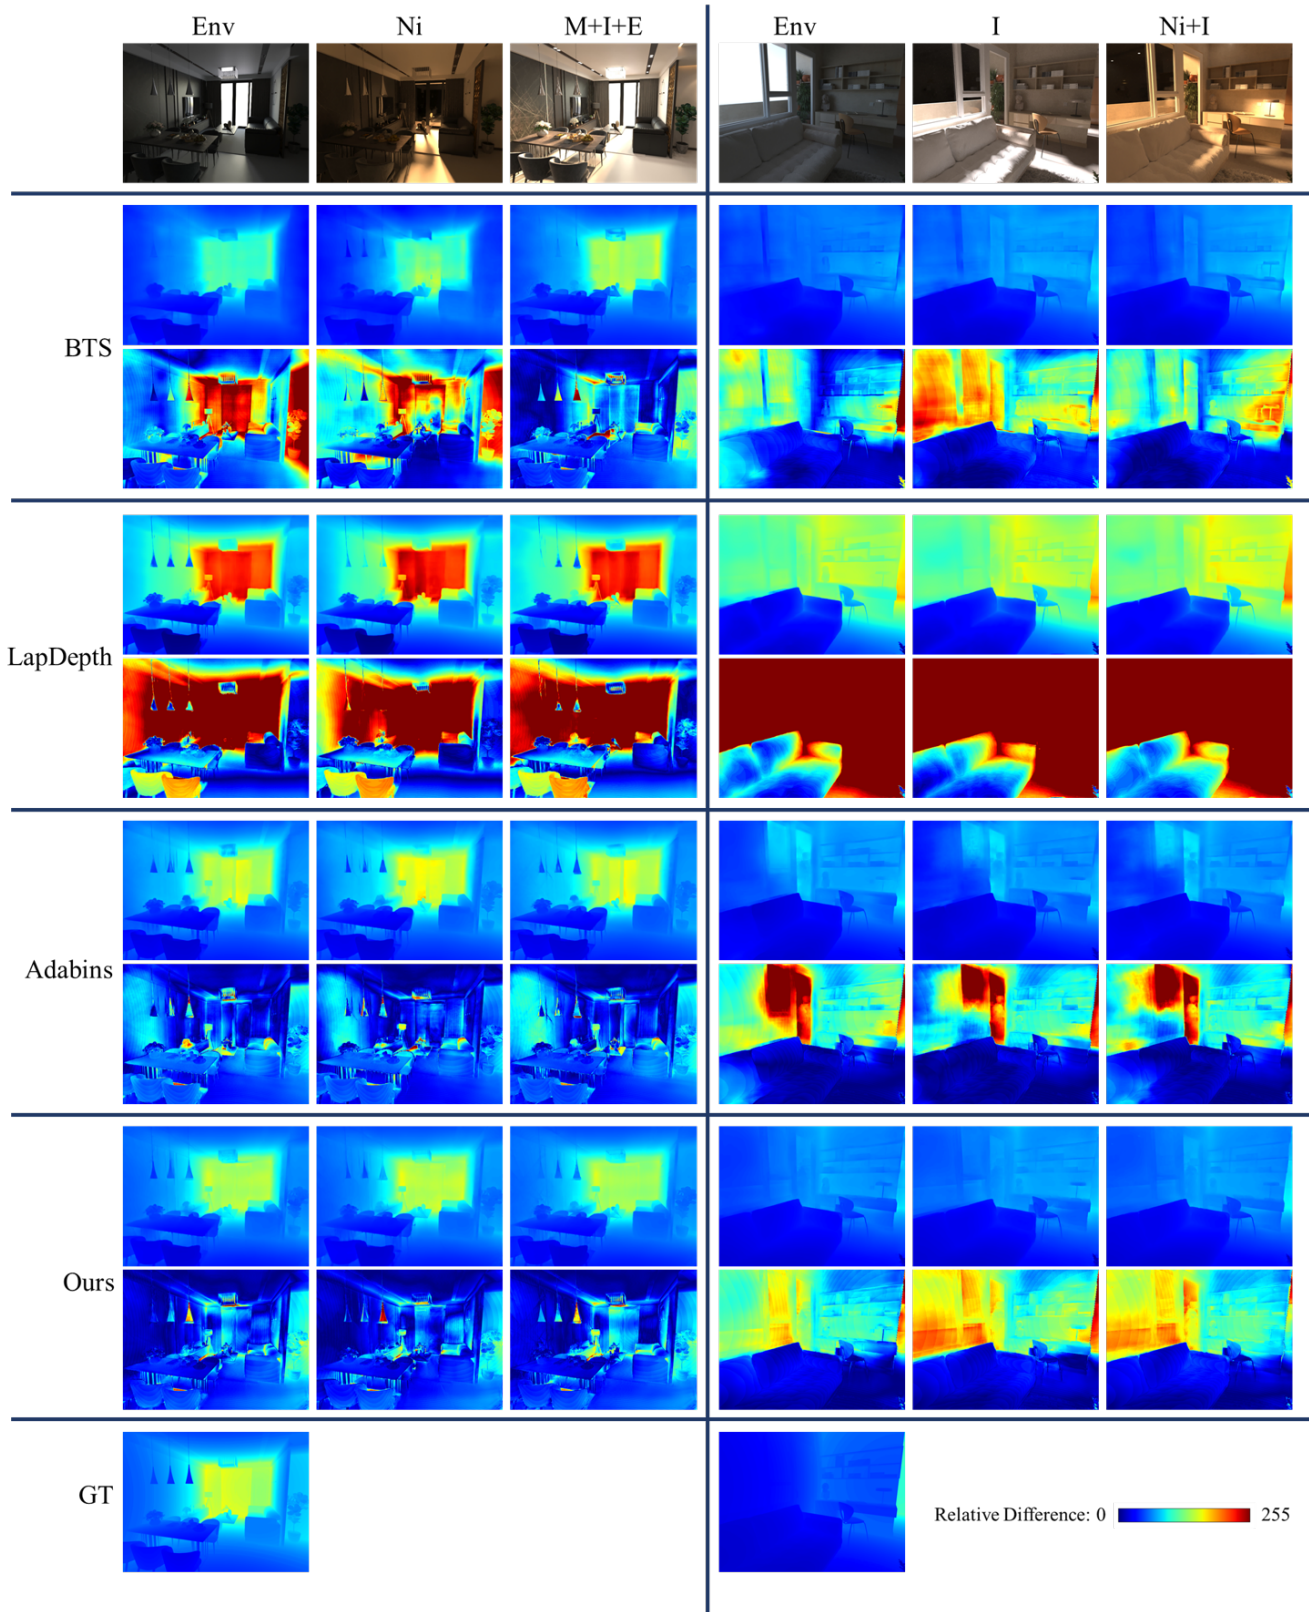 Env Ni M+I+E Env I Ni+I
BTS
LapDepth
Adabins
Ours
GT
Relative Difference: 0 255